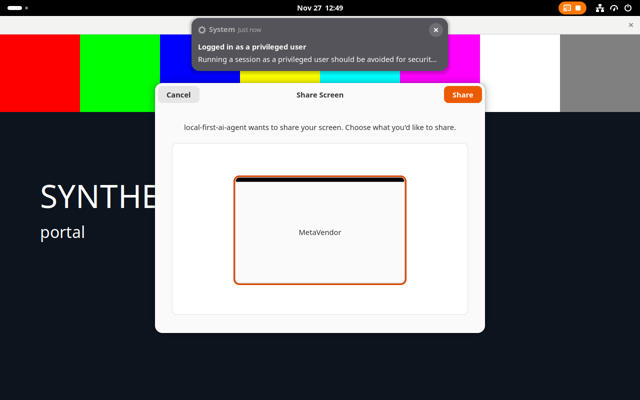 Nov 27 12:49
System Just now
Logged in as a privileged user
Running a session as a privileged user should be avoided for securit…
Cancel
Share Screen
Share
local-first-ai-agent wants to share your screen. Choose what you'd like to share.
MetaVendor
SYNTHE
portal